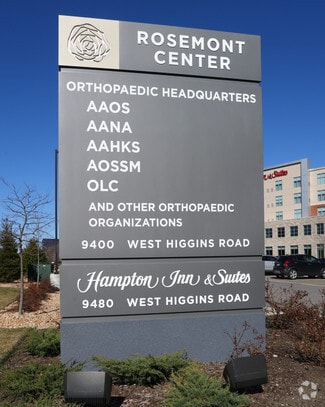 ROSEMONT
CENTER
ORTHOPAEDIC HEADQUARTERS
AAOS
AANA
AAHKS
AOSSM
OLC
AND OTHER ORTHOPAEDIC
ORGANIZATIONS
9400 WEST HIGGINS ROAD
Hampton Inn & Suites
9480 WEST HIGGINS ROAD
& Suites